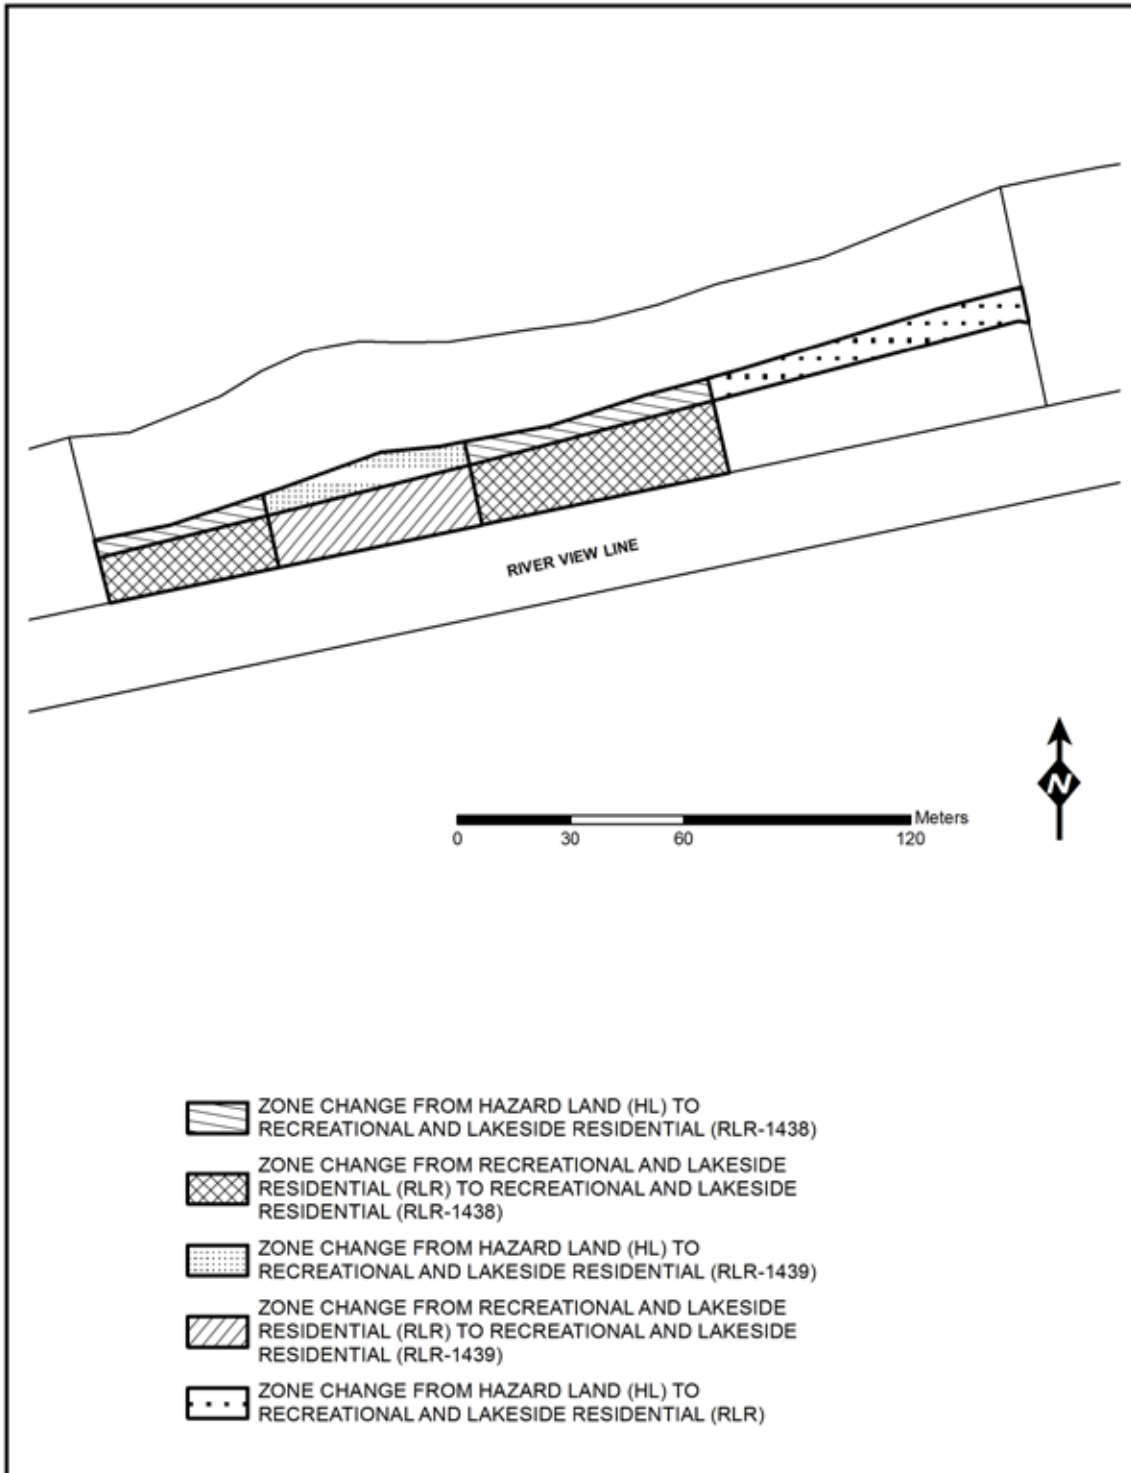 RIVER VIEW LINE
N
Meters
0 30 60 120
ZONE CHANGE FROM HAZARD LAND (HL) TO
RECREATIONAL AND LAKESIDE RESIDENTIAL (RLR-1438)
ZONE CHANGE FROM RECREATIONAL AND LAKESIDE
RESIDENTIAL (RLR) TO RECREATIONAL AND LAKESIDE
RESIDENTIAL (RLR-1438)
ZONE CHANGE FROM HAZARD LAND (HL) TO
RECREATIONAL AND LAKESIDE RESIDENTIAL (RLR-1439)
ZONE CHANGE FROM RECREATIONAL AND LAKESIDE
RESIDENTIAL (RLR) TO RECREATIONAL AND LAKESIDE
RESIDENTIAL (RLR-1439)
ZONE CHANGE FROM HAZARD LAND (HL) TO
RECREATIONAL AND LAKESIDE RESIDENTIAL (RLR)